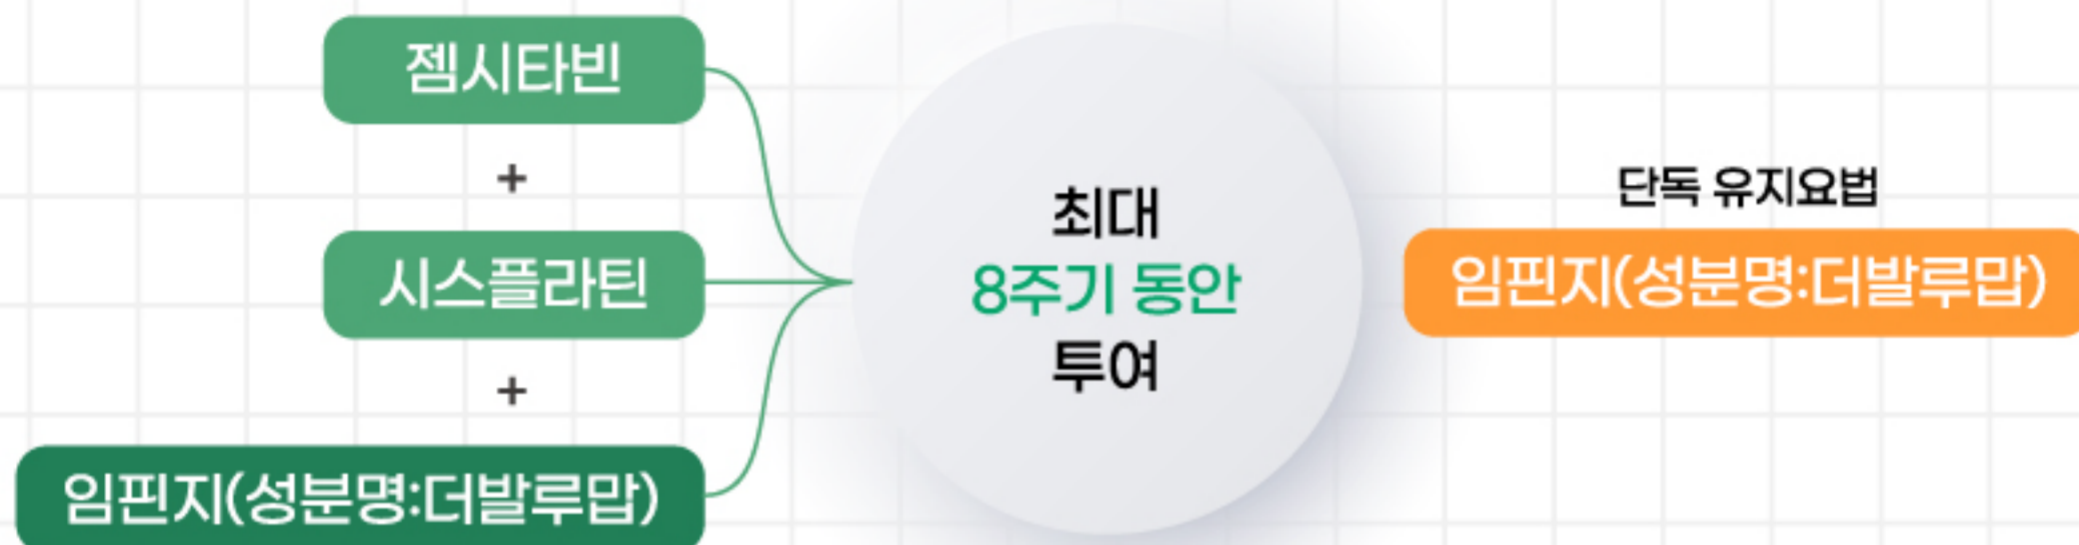 젬시타빈
+
시스플라틴
+
임핀지(성분명:더발루맙)
최대
8주기 동안
투여
단독 유지요법
임핀지(성분명:더발루맙)